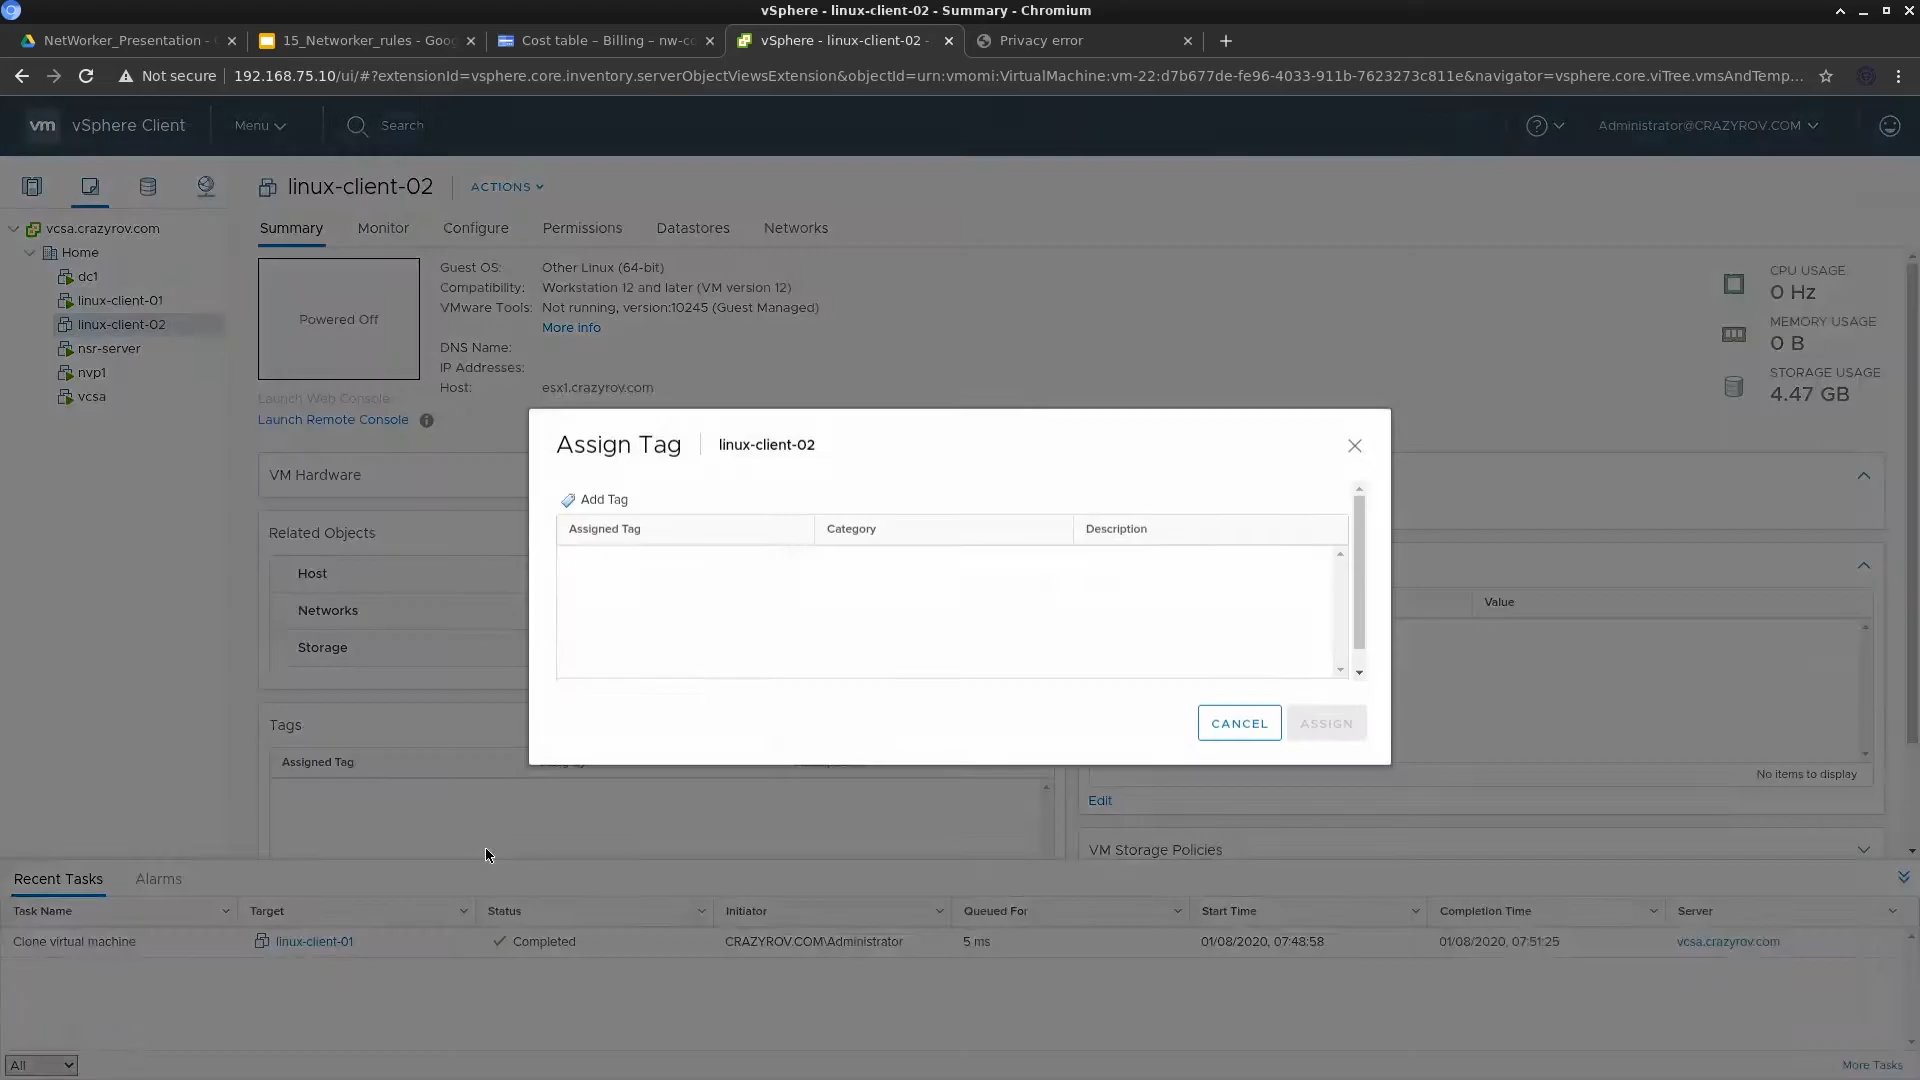 vSphere - linux-client-02 - Summary - Chromium
NetWorker_Presentation -
15_Networker_rules - Goog
Cost table – Billing – nw-co
vSphere - linux-client-02 -
Privacy error
Not secure
192.168.75.10/ui/#?extensionId=vsphere.core.inventory.serverObjectViewsExtension&objectId=urn:vmomi:VirtualMachine:vm-22:d7b677de-fe96-4033-911b-7623273c811e&navigator=vsphere.core.viTree.vmsAndTemp...
vm vSphere Client
Menu
Search
Administrator@CRAZYROV.COM
linux-client-02
ACTIONS
Summary Monitor Configure Permissions Datastores Networks
vcsa.crazyrov.com
Home
dc1
linux-client-01
linux-client-02
nsr-server
nvp1
vcsa
Powered Off
Launch Web Console
Launch Remote Console
Guest OS: Other Linux (64-bit)
Compatibility: Workstation 12 and later (VM version 12)
VMware Tools: Not running, version:10245 (Guest Managed)
More info
DNS Name:
IP Addresses:
Host: esx1.crazyrov.com
CPU USAGE
0 Hz
MEMORY USAGE
0 B
STORAGE USAGE
4.47 GB
VM Hardware
Related Objects
Host
Networks
Storage
Tags
Assigned Tag
Assign Tag linux-client-02
Add Tag
Assigned Tag Category Description
CANCEL ASSIGN
Value
No items to display
Edit
VM Storage Policies
Recent Tasks Alarms
Task Name Target Status Initiator Queued For Start Time Completion Time Server
Clone virtual machine linux-client-01 Completed CRAZYROV.COM\Administrator 5 ms 01/08/2020, 07:48:58 01/08/2020, 07:51:25 vcsa.crazyrov.com
All
More Tasks